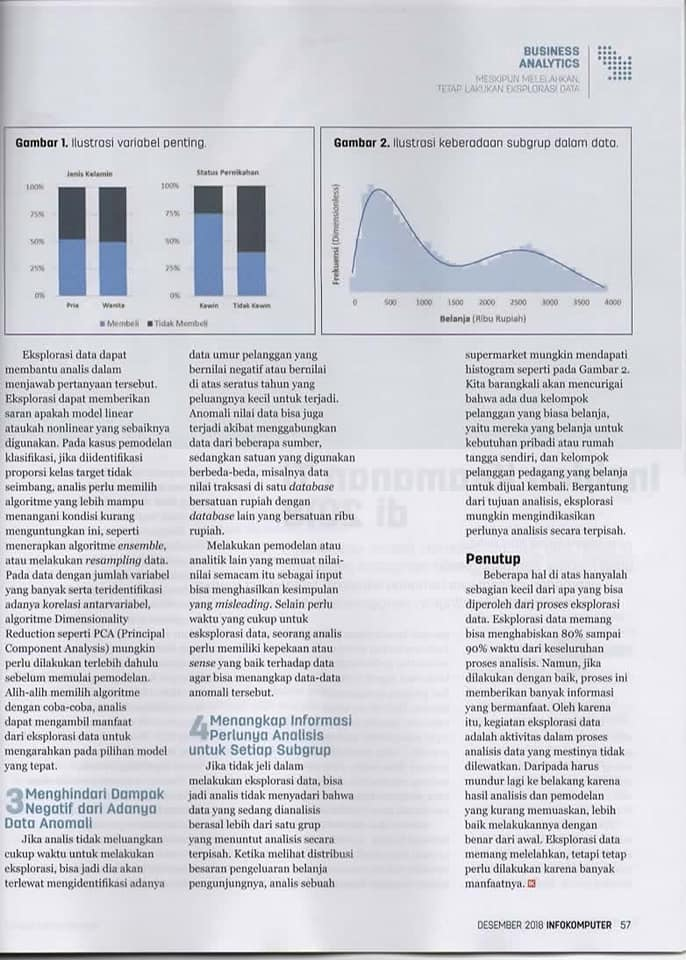 BUSINESS
ANALYTICS
MESKIPUN MELELAHKAN,
TETAP LAKUKAN EKSPLORASI DATA
Gambar 1. Ilustrasi variabel penting.
Jenis Kelamin
100%
75%
50%
25%
0%
Pria
Wanita
Status Pernikahan
100%
75%
50%
25%
0%
Kawin
Tidak Kawin
Membeli
Tidak Membeli
Gambar 2. Ilustrasi keberadaan subgrup dalam data.
Frekuensi (Dimensionless)
0 500 1000 1500 2000 2500 3000 3500 4000
Belanja (Ribu Rupiah)
Eksplorasi data dapat
membantu analis dalam
menjawab pertanyaan tersebut.
Eksplorasi dapat memberikan
saran apakah model linear
ataukah nonlinear yang sebaiknya
digunakan. Pada kasus pemodelan
klasifikasi, jika diidentifikasi
proporsi kelas target tidak
seimbang, analis perlu memilih
algoritme yang lebih mampu
menangani kondisi kurang
menguntungkan ini, seperti
menerapkan algoritme ensemble,
atau melakukan resampling data.
Pada data dengan jumlah variabel
yang banyak serta teridentifikasi
adanya korelasi antarvariabel,
algoritme Dimensionality
Reduction seperti PCA (Principal
Component Analysis) mungkin
perlu dilakukan terlebih dahulu
sebelum memulai pemodelan.
Alih-alih memilih algoritme
dengan coba-coba, analis
dapat mengambil manfaat
dari eksplorasi data untuk
mengarahkan pada pilihan model
yang tepat.
3 Menghindari Dampak
Negatif dari Adanya
Data Anomali
Jika analis tidak meluangkan
cukup waktu untuk melakukan
eksplorasi, bisa jadi dia akan
terlewat mengidentifikasi adanya
data umur pelanggan yang
bernilai negatif atau bernilai
di atas seratus tahun yang
peluangnya kecil untuk terjadi.
Anomali nilai data bisa juga
terjadi akibat menggabungkan
data dari beberapa sumber,
sedangkan satuan yang digunakan
berbeda-beda, misalnya data
nilai traksasi di satu database
bersatuan rupiah dengan
database lain yang bersatuan ribu
rupiah.
Melakukan pemodelan atau
analitik lain yang memuat nilai-
nilai semacam itu sebagai input
bisa menghasilkan kesimpulan
yang misleading. Selain perlu
waktu yang cukup untuk
esksplorasi data, seorang analis
perlu memiliki kepekaan atau
sense yang baik terhadap data
agar bisa menangkap data-data
anomali tersebut.
4 Menangkap Informasi
Perlunya Analisis
untuk Setiap Subgrup
Jika tidak jeli dalam
melakukan eksplorasi data, bisa
jadi analis tidak menyadari bahwa
data yang sedang dianalisis
berasal lebih dari satu grup
yang menuntut analisis secara
terpisah. Ketika melihat distribusi
besaran pengeluaran belanja
pengunjungnya, analis sebuah
supermarket mungkin mendapati
histogram seperti pada Gambar 2.
Kita barangkali akan mencurigai
bahwa ada dua kelompok
pelanggan yang biasa belanja,
yaitu mereka yang belanja untuk
kebutuhan pribadi atau rumah
tangga sendiri, dan kelompok
pelanggan pedagang yang belanja
untuk dijual kembali. Bergantung
dari tujuan analisis, eksplorasi
mungkin mengindikasikan
perlunya analisis secara terpisah.
Penutup
Beberapa hal di atas hanyalah
sebagian kecil dari apa yang bisa
diperoleh dari proses eksplorasi
data. Eskplorasi data memang
bisa menghabiskan 80% sampai
90% waktu dari keseluruhan
proses analisis. Namun, jika
dilakukan dengan baik, proses ini
memberikan banyak informasi
yang bermanfaat. Oleh karena
itu, kegiatan eksplorasi data
adalah aktivitas dalam proses
analisis data yang mestinya tidak
dilewatkan. Daripada harus
mundur lagi ke belakang karena
hasil analisis dan pemodelan
yang kurang memuaskan, lebih
baik melakukannya dengan
benar dari awal. Eksplorasi data
memang melelahkan, tetapi tetap
perlu dilakukan karena banyak
manfaatnya.
DESEMBER 2018 INFOKOMPUTER 57